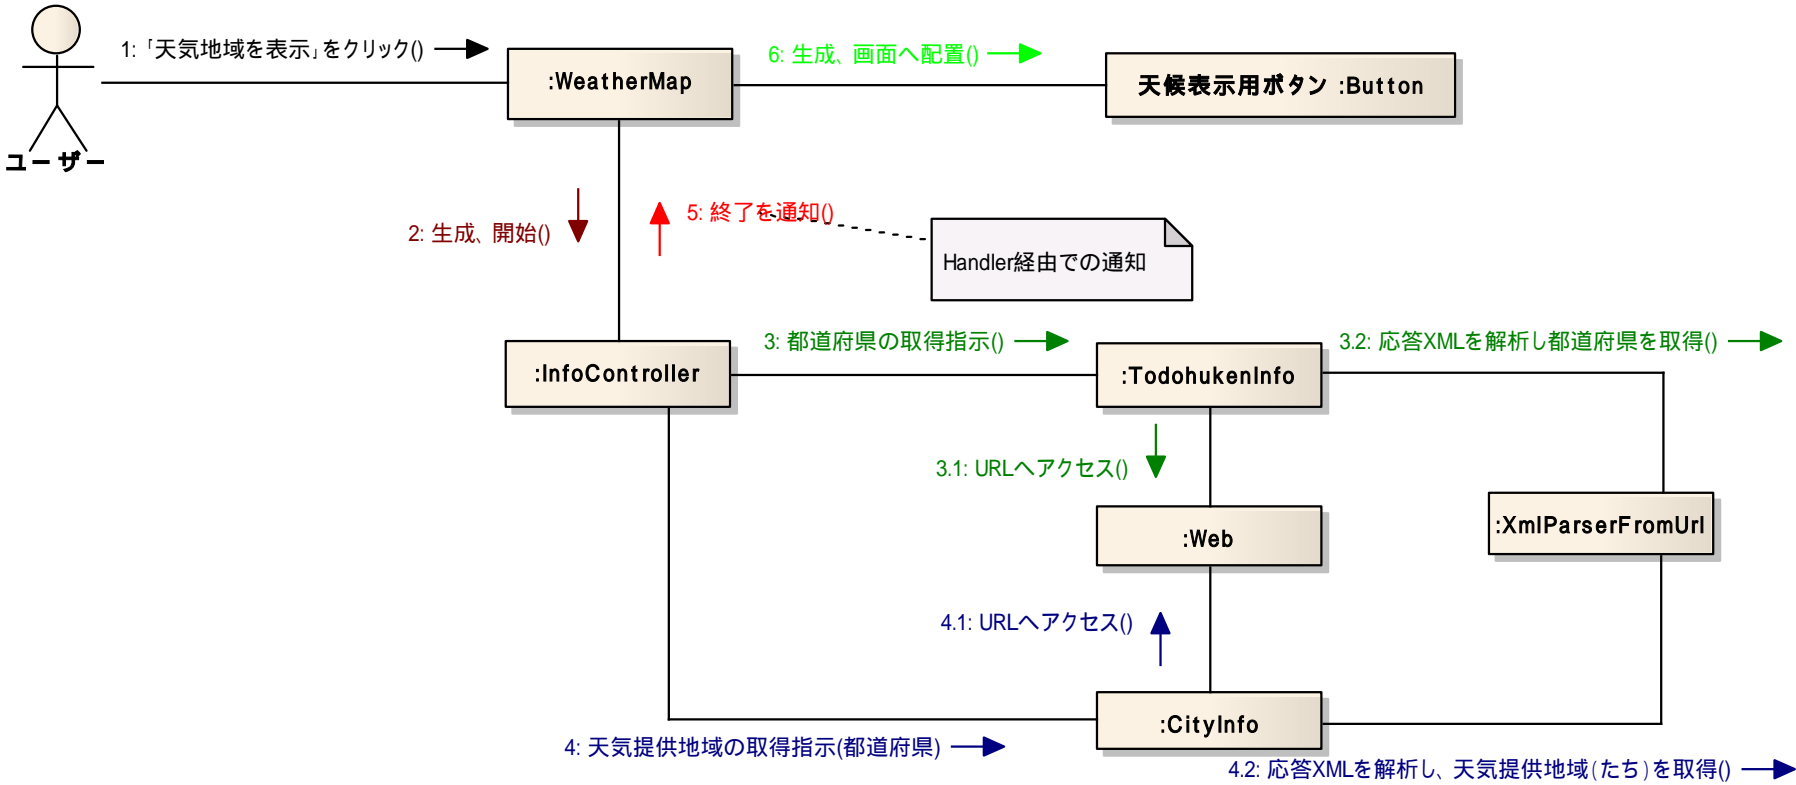 1: 「天気地域を表示」をクリック()
6: 生成、画面へ配置()
:WeatherMap
天候表示用ボタン :Button
ユーザー
2: 生成、開始()
5: 終了を通知()
Handler経由での通知
3: 都道府県の取得指示()
3.2: 応答XMLを解析し都道府県を取得()
:InfoController
:TodohukenInfo
3.1: URLへアクセス()
:Web
:XmlParserFromUrl
4.1: URLへアクセス()
:CityInfo
4: 天気提供地域の取得指示(都道府県)
4.2: 応答XMLを解析し、天気提供地域(たち)を取得()